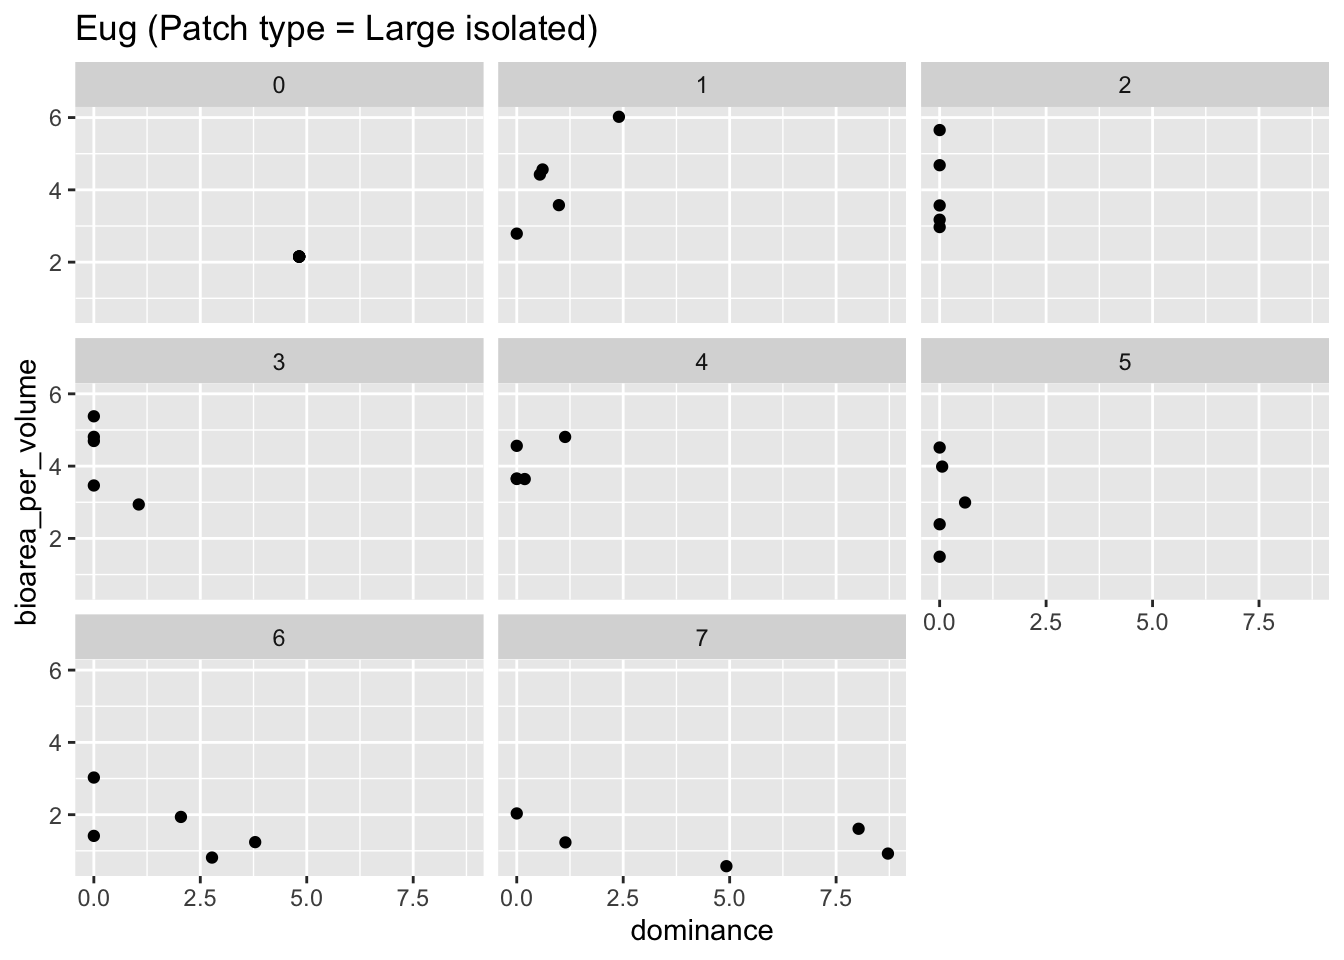 Eug (Patch type = Large isolated)
0 1 2
6
4
2
3 4 5
6
4
2
0.0 2.5 5.0 7.5
6 7
6
4
2
0.0 2.5 5.0 7.5 0.0 2.5 5.0 7.5
bioarea_per_volume
dominance